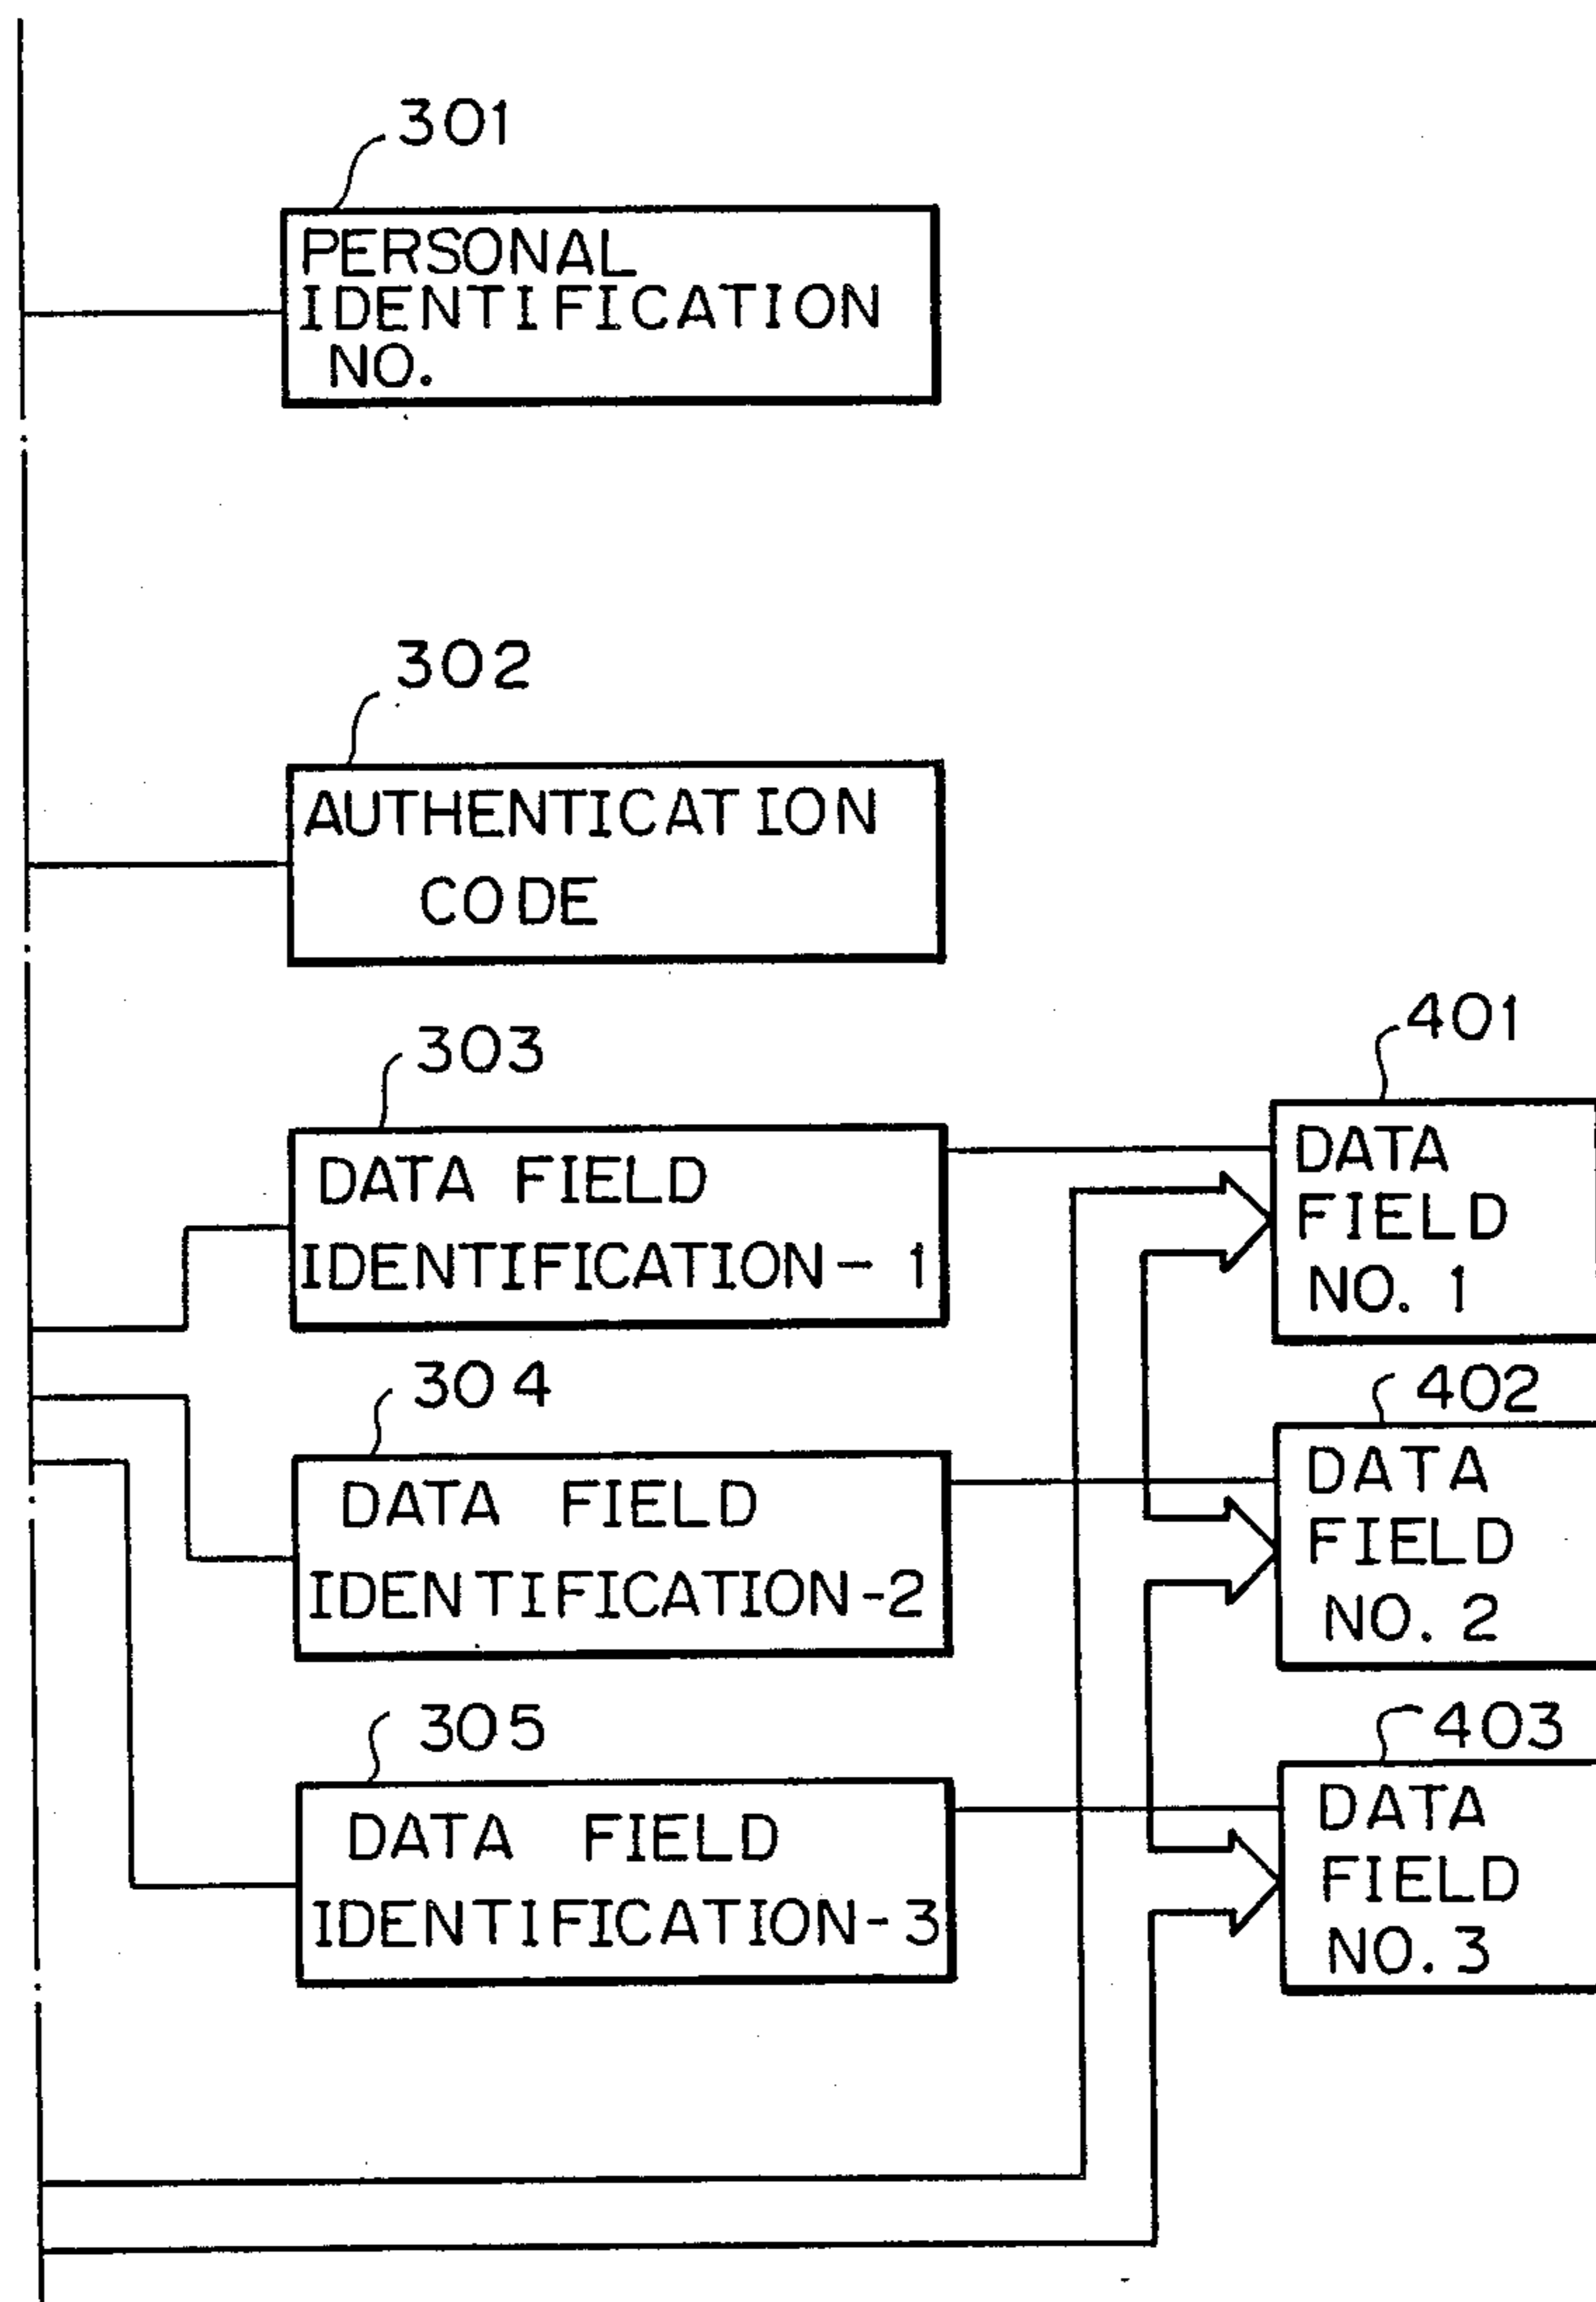 301
PERSONAL
IDENTIFICATION
NO.
302
AUTHENTICATION
CODE
303
DATA FIELD
IDENTIFICATION-1
401
DATA
FIELD
NO. 1
304
DATA FIELD
IDENTIFICATION-2
402
DATA
FIELD
NO. 2
305
DATA FIELD
IDENTIFICATION-3
403
DATA
FIELD
NO. 3